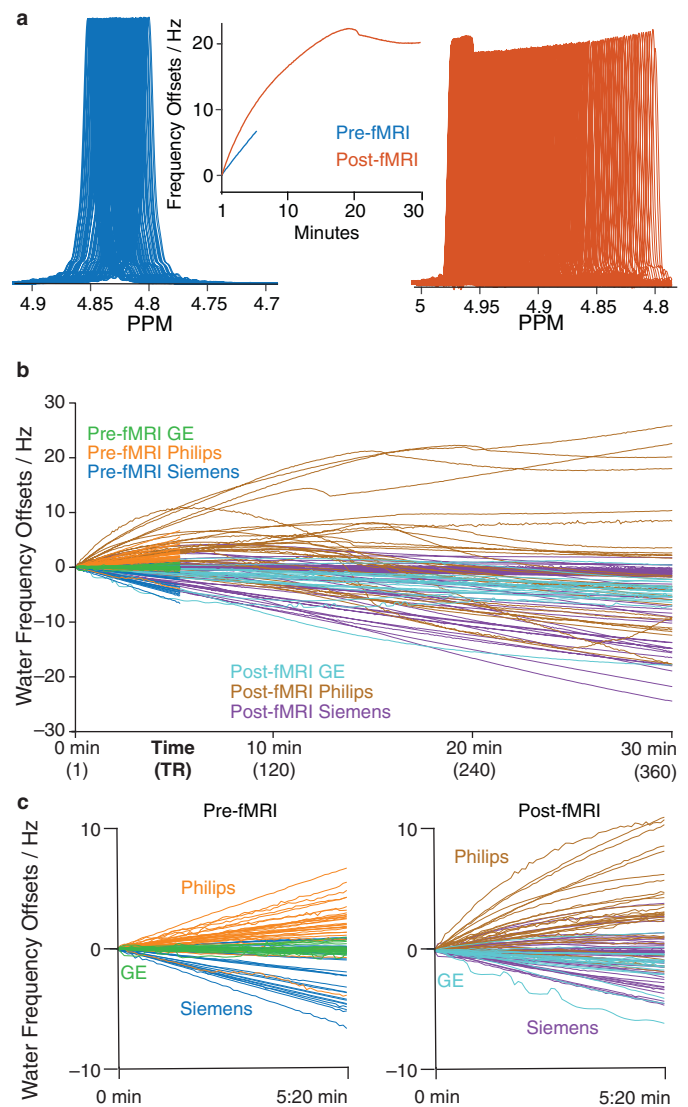 a
20
10
0
Frequency Offsets / Hz
Pre-fMRI
Post-fMRI
1 10 20 30
Minutes
4.9 4.85 4.8 4.75 4.7
PPM
5 4.95 4.9 4.85 4.8
PPM
b
30
20
10
0
−10
−20
−30
Water Frequency Offsets / Hz
Pre-fMRI GE
Pre-fMRI Philips
Pre-fMRI Siemens
Post-fMRI GE
Post-fMRI Philips
Post-fMRI Siemens
0 min Time 10 min 20 min 30 min
(1) (TR) (120) (240) (360)
c
Water Frequency Offsets / Hz
Pre-fMRI
10
0
−10
Philips
GE
Siemens
0 min 5:20 min
Post-fMRI
10
0
−10
Philips
GE
Siemens
0 min 5:20 min